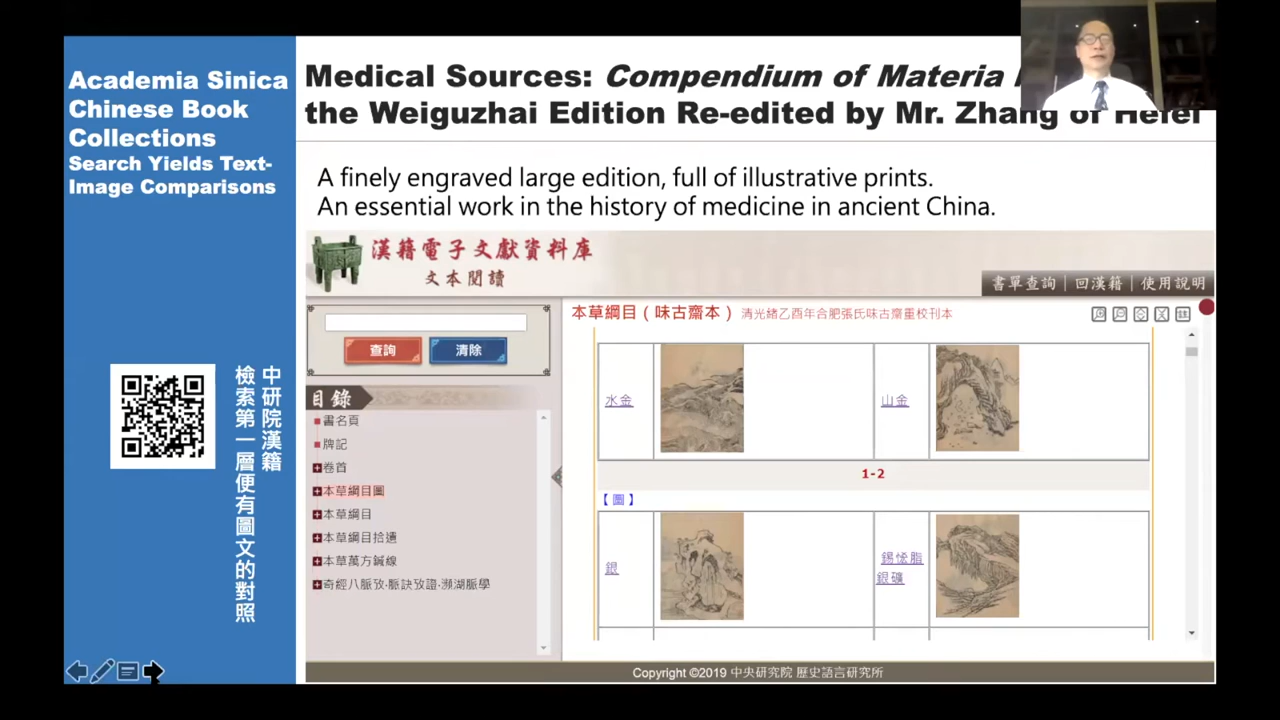 Academia Sinica
Chinese Book
Collections
Search Yields Text-
Image Comparisons
中研院漢籍
檢索第一層便有圖文的對照
Medical Sources: Compendium of Materia
the Weiguzhai Edition Re-edited by Mr. Zhang of Hefei
A finely engraved large edition, full of illustrative prints.
An essential work in the history of medicine in ancient China.
漢籍電子文獻資料庫
文本閱讀
書單查詢 | 回漢籍 | 使用說明
查詢 清除
目錄
書名頁
牌記
卷首
本草綱目圖
本草綱目
本草綱目拾遺
本草萬方鍼線
奇經八脈攷·脈訣攷證·瀕湖脈學
本草綱目(味古齋本) 清光緒乙酉年合肥張氏味古齋重校刊本
水金 山金
1-2
【圖】
銀 錫恡脂
銀礦
Copyright ©2019 中央研究院 歷史語言研究所